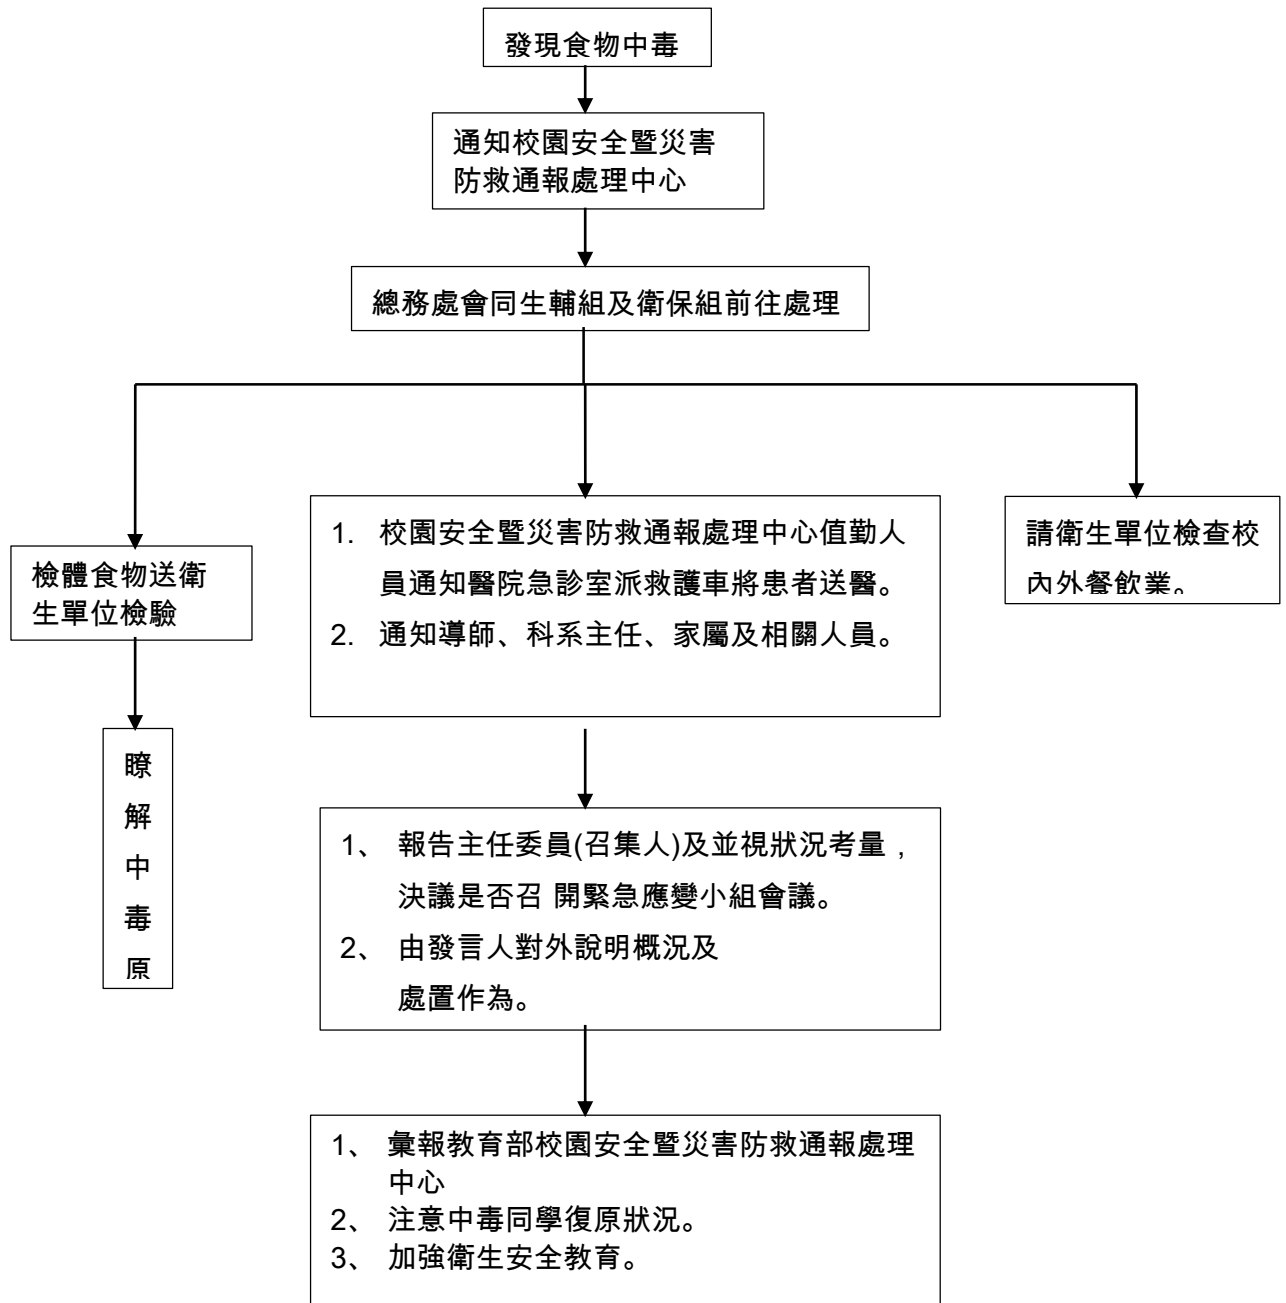 發現食物中毒
通知校園安全暨災害
防救通報處理中心
總務處會同生輔組及衛保組前往處理
檢體食物送衛
生單位檢驗
1. 校園安全暨災害防救通報處理中心值勤人
員通知醫院急診室派救護車將患者送醫。
2. 通知導師、科系主任、家屬及相關人員。
請衛生單位檢查校
內外餐飲業。
瞭
解
中
毒
原
1、 報告主任委員(召集人)及並視狀況考量，
決議是否召 開緊急應變小組會議。
2、 由發言人對外說明概況及
處置作為。
1、 彙報教育部校園安全暨災害防救通報處理
中心
2、 注意中毒同學復原狀況。
3、 加強衛生安全教育。